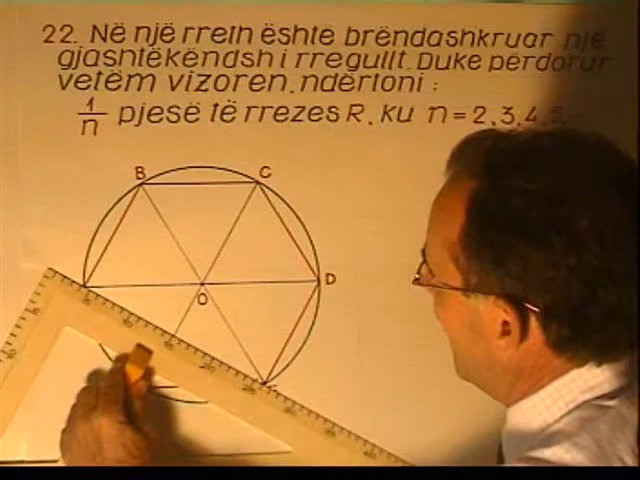 22. Në një rreth është brëndashkruar një
gjashtëkëndsh i rregullt. Duke përdorur
vetëm vizoren, ndërtoni :
1/n pjesë të rrezes R, ku n = 2, 3, 4, 5
B C
D
O